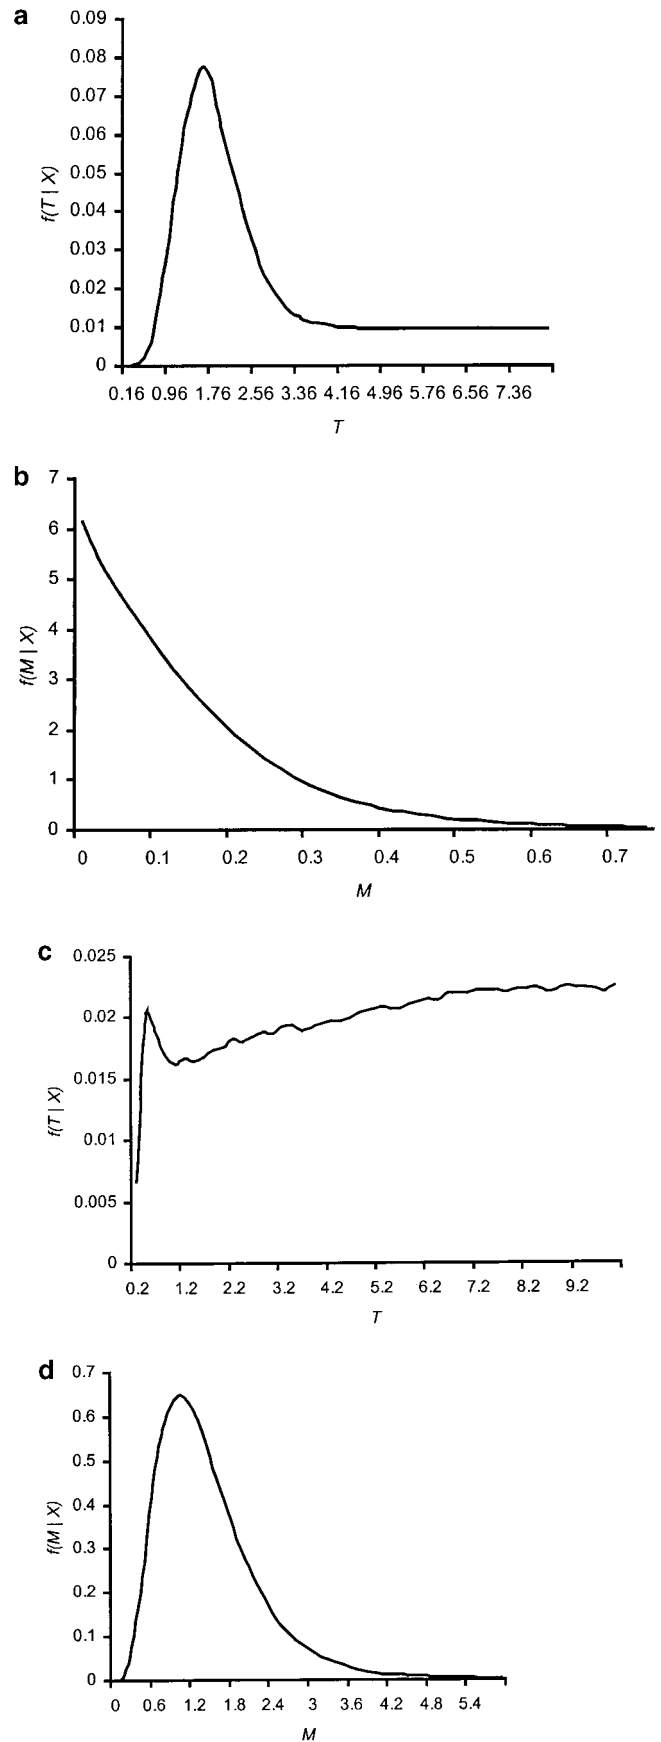 a
0.09
0.08
0.07
0.06
0.05
0.04
0.03
0.02
0.01
0
f(T | X)
0.16 0.96 1.76 2.56 3.36 4.16 4.96 5.76 6.56 7.36
T
b
7
6
5
4
3
2
1
0
f(M | X)
0 0.1 0.2 0.3 0.4 0.5 0.6 0.7
M
c
0.025
0.02
0.015
0.01
0.005
0
f(T | X)
0.2 1.2 2.2 3.2 4.2 5.2 6.2 7.2 8.2 9.2
T
d
0.7
0.6
0.5
0.4
0.3
0.2
0.1
0
f(M | X)
0 0.6 1.2 1.8 2.4 3 3.6 4.2 4.8 5.4
M